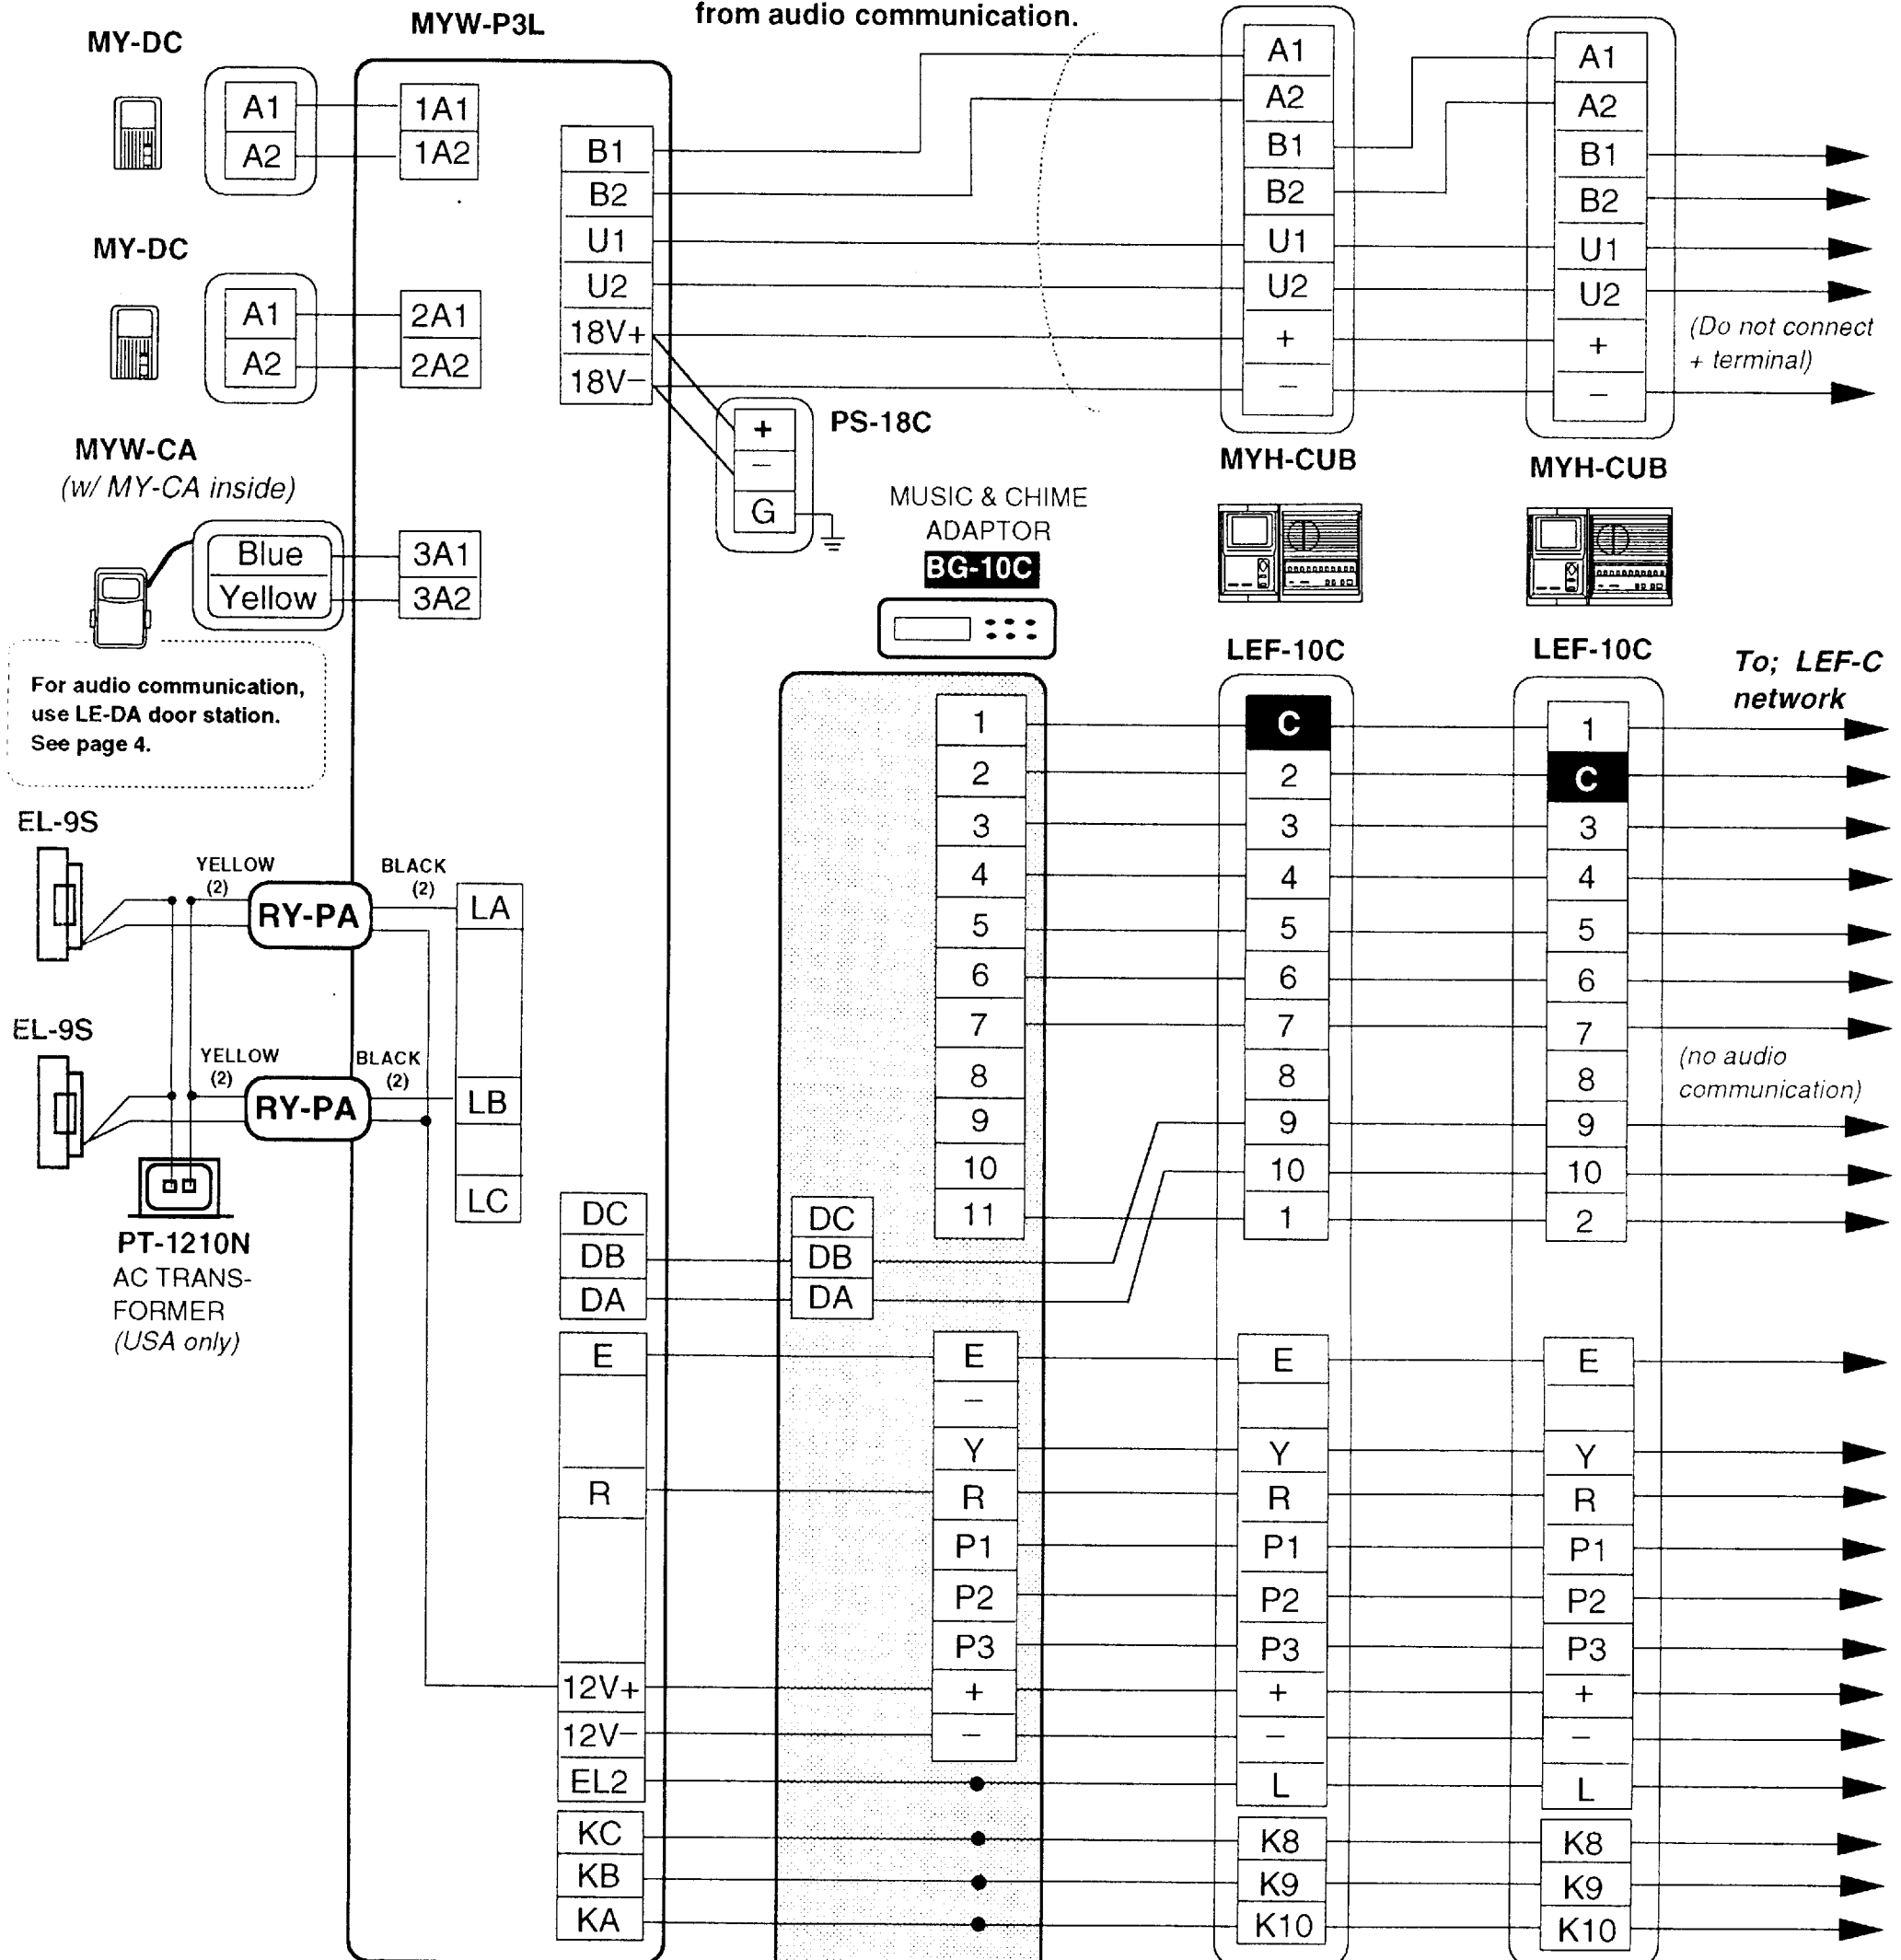 from audio communication.
MYW-P3L
MY-DC
A1
A2
1A1
1A2
MY-DC
A1
A2
2A1
2A2
MYW-CA
(w/ MY-CA inside)
Blue
Yellow
3A1
3A2
For audio communication,
use LE-DA door station.
See page 4.
EL-9S
YELLOW
(2)
RY-PA
BLACK
(2)
LA
EL-9S
YELLOW
(2)
RY-PA
BLACK
(2)
LB
LC
PT-1210N
AC TRANS-
FORMER
(USA only)
B1
B2
U1
U2
18V+
18V−
+
−
G
PS-18C
DC
DB
DA
E
R
12V+
12V−
EL2
KC
KB
KA
MUSIC & CHIME
ADAPTOR
BG-10C
1
2
3
4
5
6
7
8
9
10
11
DC
DB
DA
E
−
Y
R
P1
P2
P3
+
−
A1
A2
B1
B2
U1
U2
+
−
MYH-CUB
LEF-10C
C
2
3
4
5
6
7
8
9
10
1
E
Y
R
P1
P2
P3
+
−
L
K8
K9
K10
A1
A2
B1
B2
U1
U2
+
−
(Do not connect
+ terminal)
MYH-CUB
LEF-10C
To; LEF-C
network
1
C
3
4
5
6
7
8
9
10
2
(no audio
communication)
E
Y
R
P1
P2
P3
+
−
L
K8
K9
K10